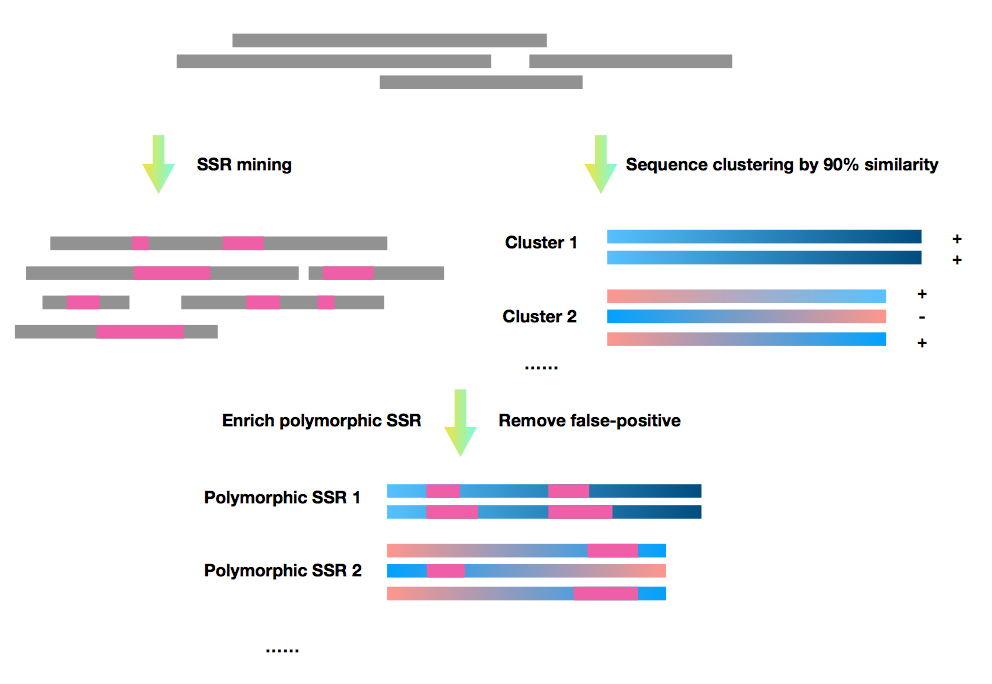 SSR mining
Sequence clustering by 90% similarity
Cluster 1
+
+
Cluster 2
+
-
+
......
Enrich polymorphic SSR
Remove false-positive
Polymorphic SSR 1
Polymorphic SSR 2
......